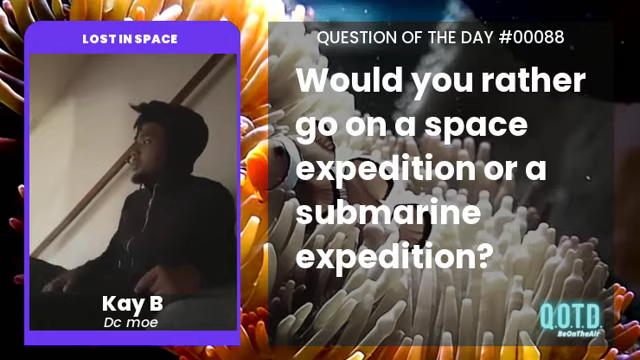 LOST IN SPACE
Kay B
Dc moe
QUESTION OF THE DAY #00088
Would you rather
go on a space
expedition or a
submarine
expedition?
Q.O.T.D.
BeOnTheAir